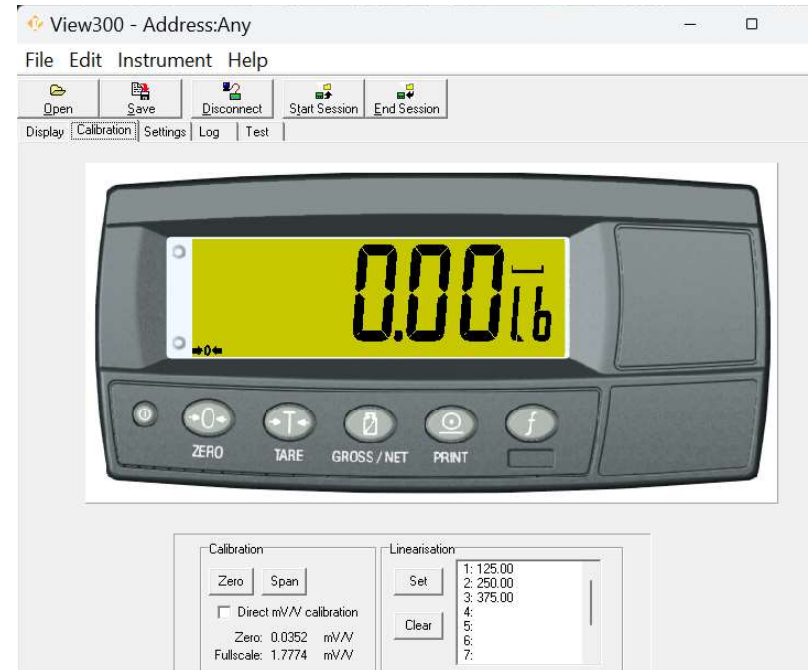 View300 - Address:Any
File Edit Instrument Help
Open Save Disconnect Start Session End Session
Display Calibration Settings Log Test
0.00 lb
→0←
→0← →T← f
ZERO TARE GROSS / NET PRINT
Calibration Linearisation
Zero Span Set
1: 125.00
2: 250.00
3: 375.00
4:
5:
6:
7:
Direct mV/V calibration
Clear
Zero: 0.0352 mV/V
Fullscale: 1.7774 mV/V